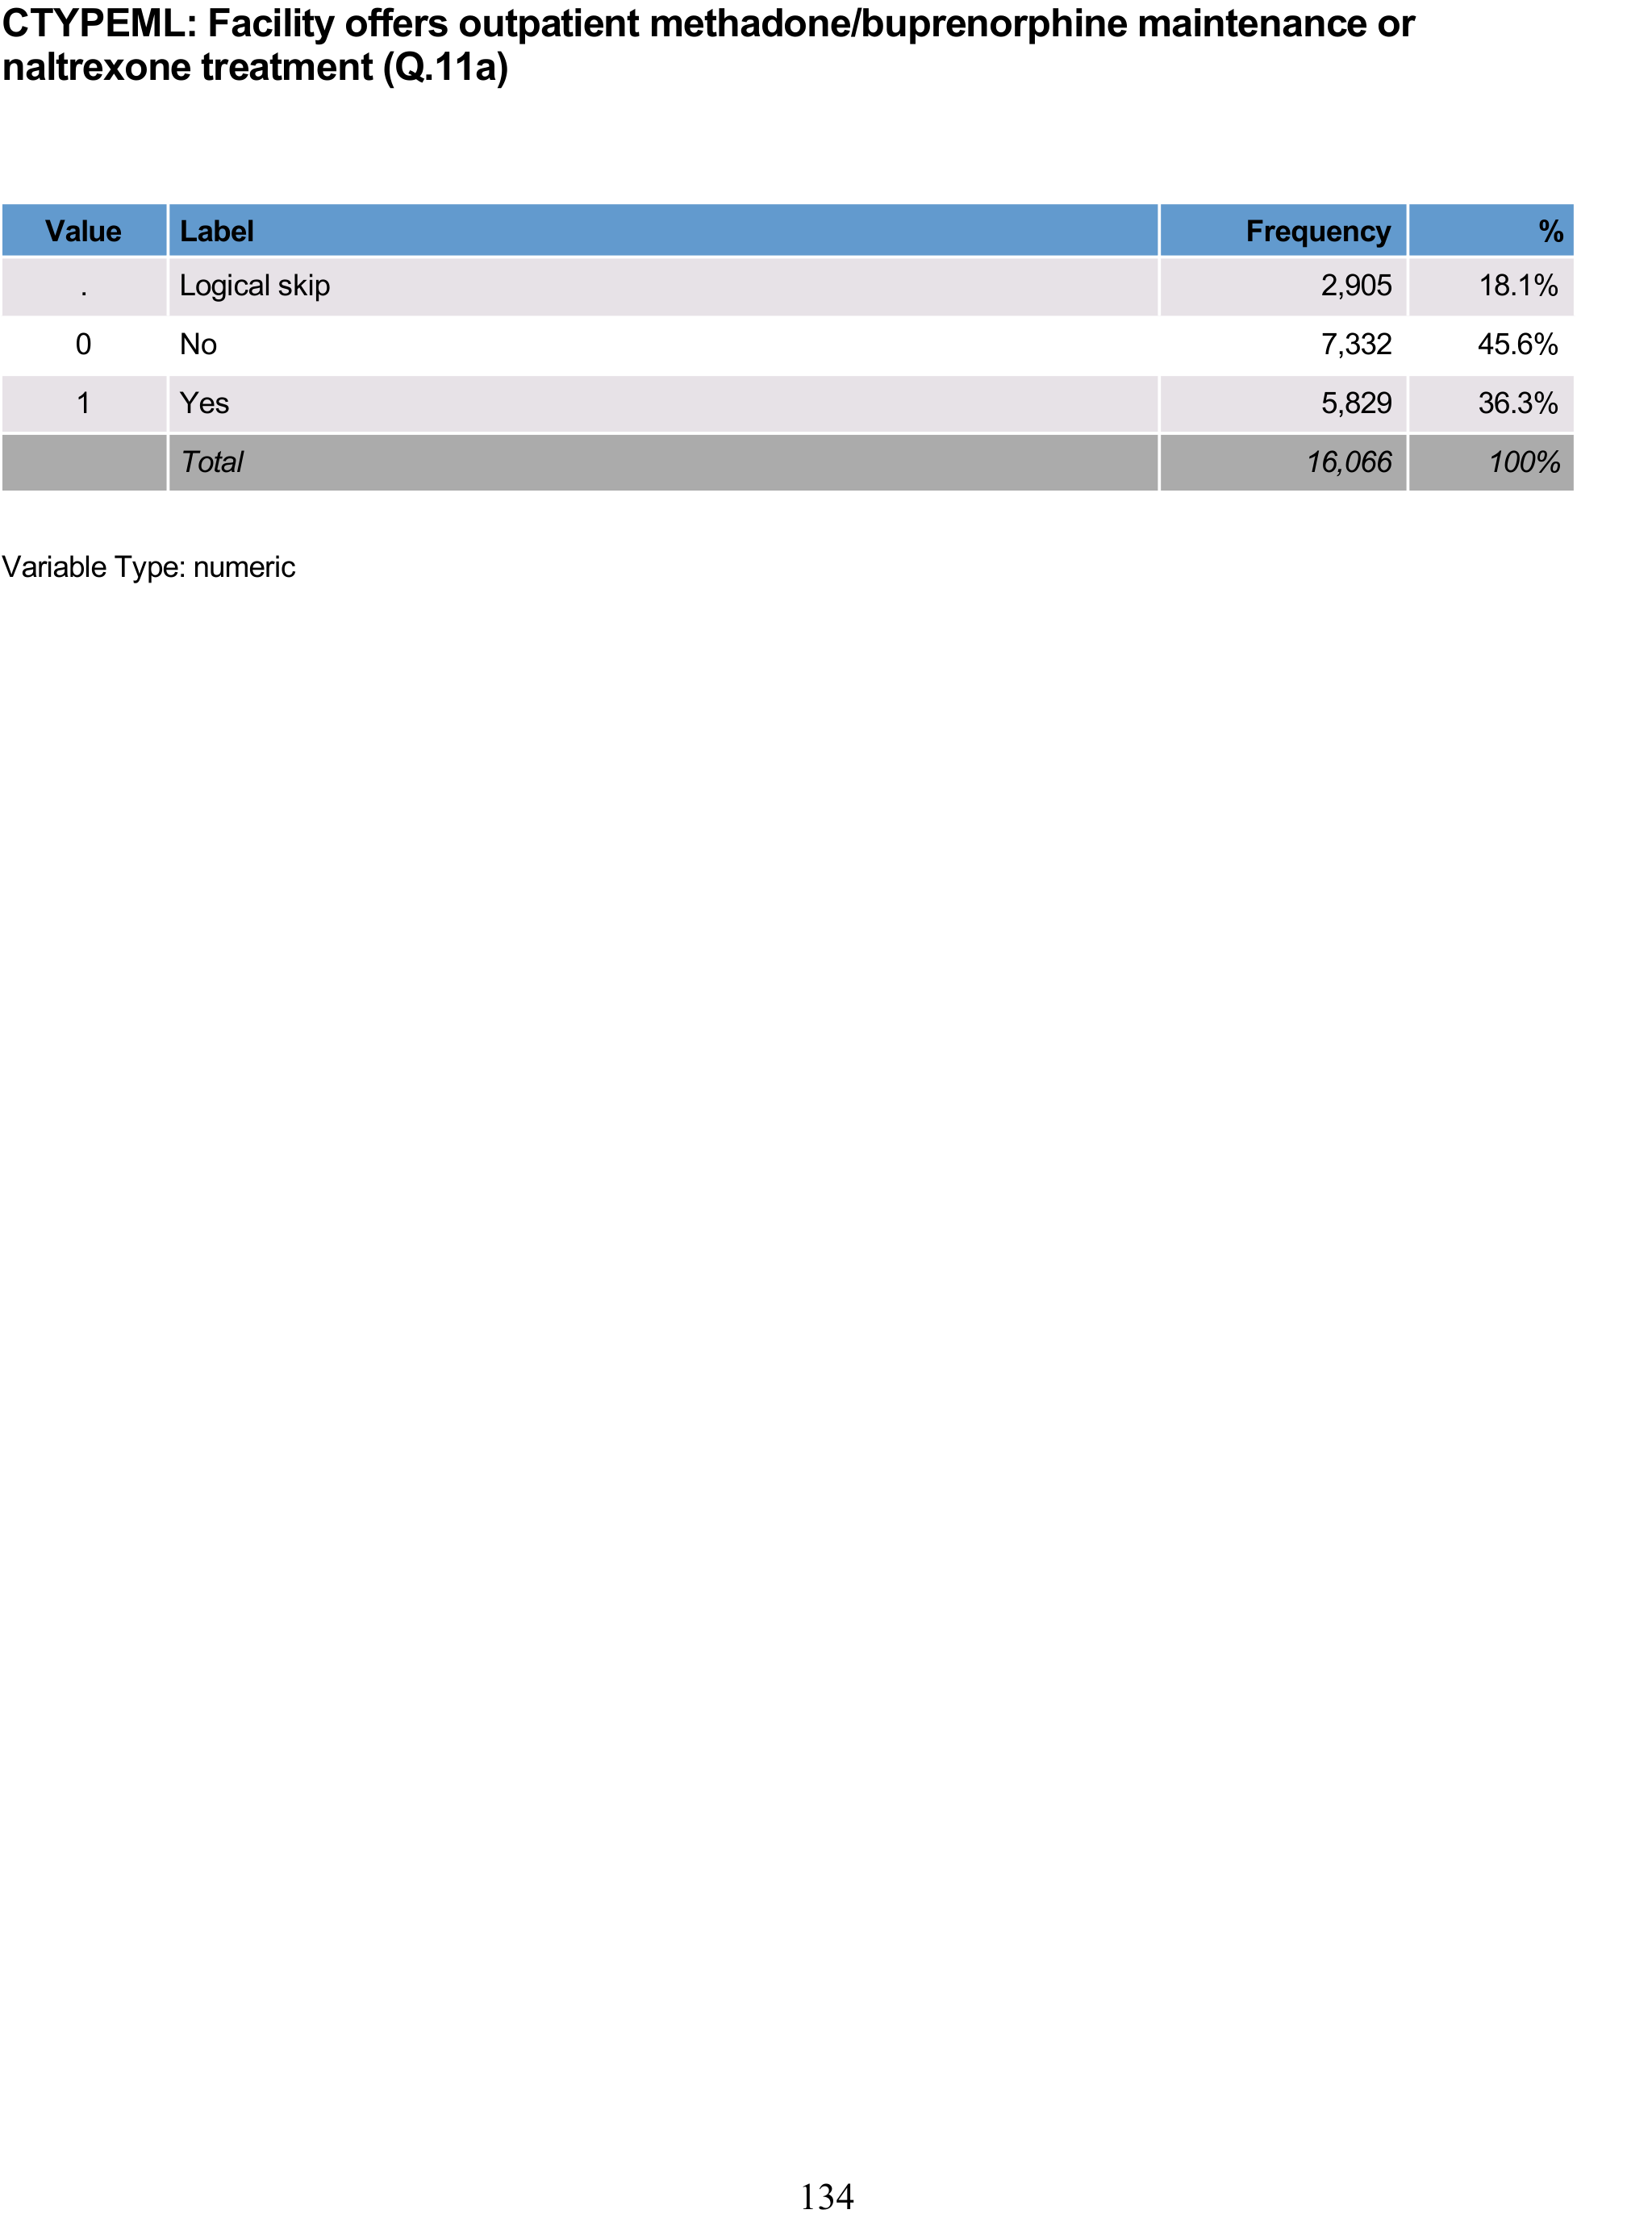 CTYPEML: Facility offers outpatient methadone/buprenorphine maintenance or
naltrexone treatment (Q.11a)
Value Label Frequency %
. Logical skip 2,905 18.1%
0 No 7,332 45.6%
1 Yes 5,829 36.3%
Total 16,066 100%
Variable Type: numeric
134